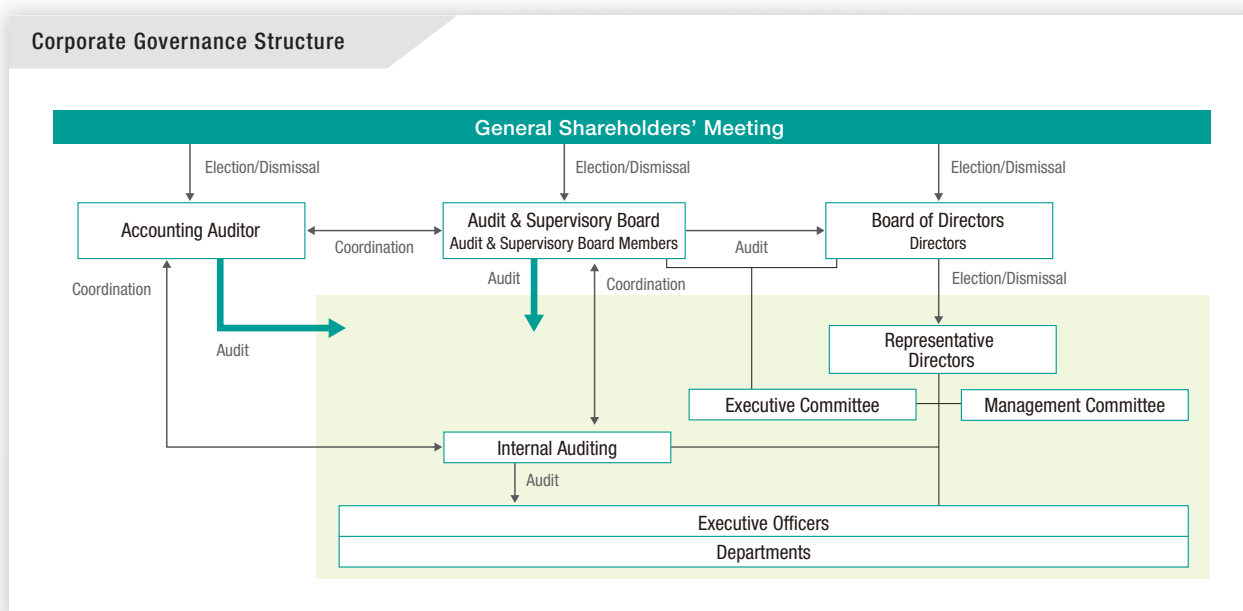 Corporate Governance Structure
General Shareholders' Meeting
Election/Dismissal
Election/Dismissal
Election/Dismissal
Accounting Auditor
Coordination
Audit & Supervisory Board
Audit & Supervisory Board Members
Audit
Board of Directors
Directors
Coordination
Audit
Audit
Coordination
Election/Dismissal
Representative
Directors
Executive Committee
Management Committee
Internal Auditing
Audit
Executive Officers
Departments